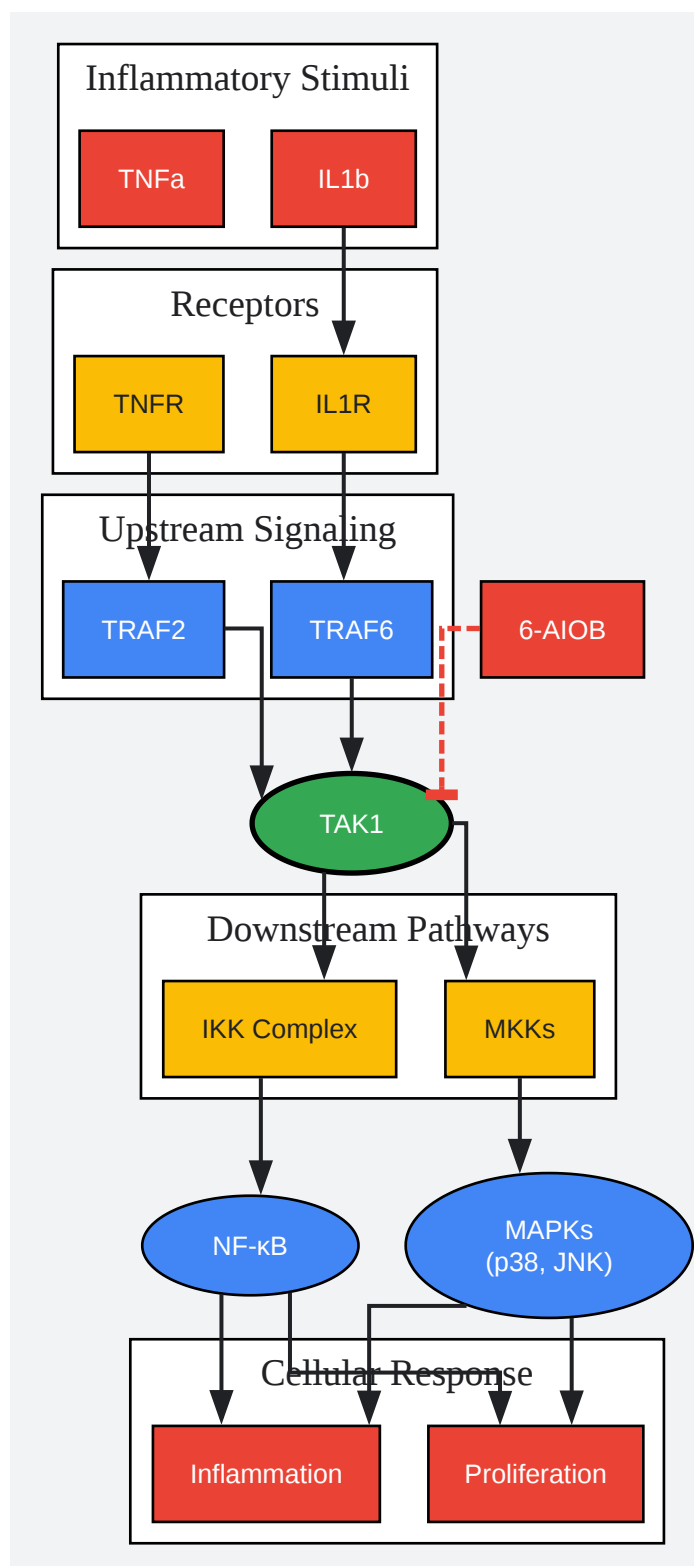 Inflammatory Stimuli
TNFa
IL1b
Receptors
TNFR
IL1R
Upstream Signaling
TRAF2
TRAF6
6-AIOB
TAK1
Downstream Pathways
IKK Complex
MKKs
NF-κB
MAPKs
(p38, JNK)
Cellular Response
Inflammation
Proliferation